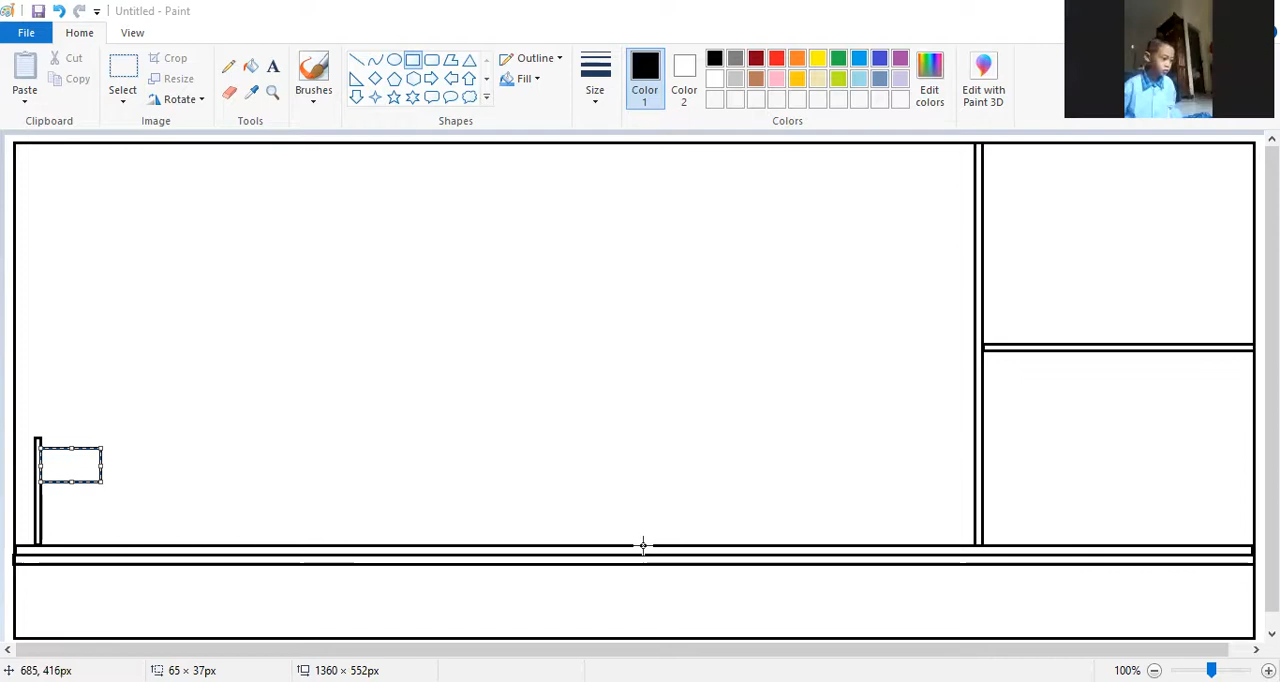 Untitled - Paint
File Home View
Paste
Cut
Copy
Clipboard
Select
Crop
Resize
Rotate
Image
A
Tools
Brushes
Outline
Fill
Shapes
Size
Color 1
Color 2
Edit colors
Colors
Edit with Paint 3D
685, 416px
65 × 37px
1360 × 552px
100%